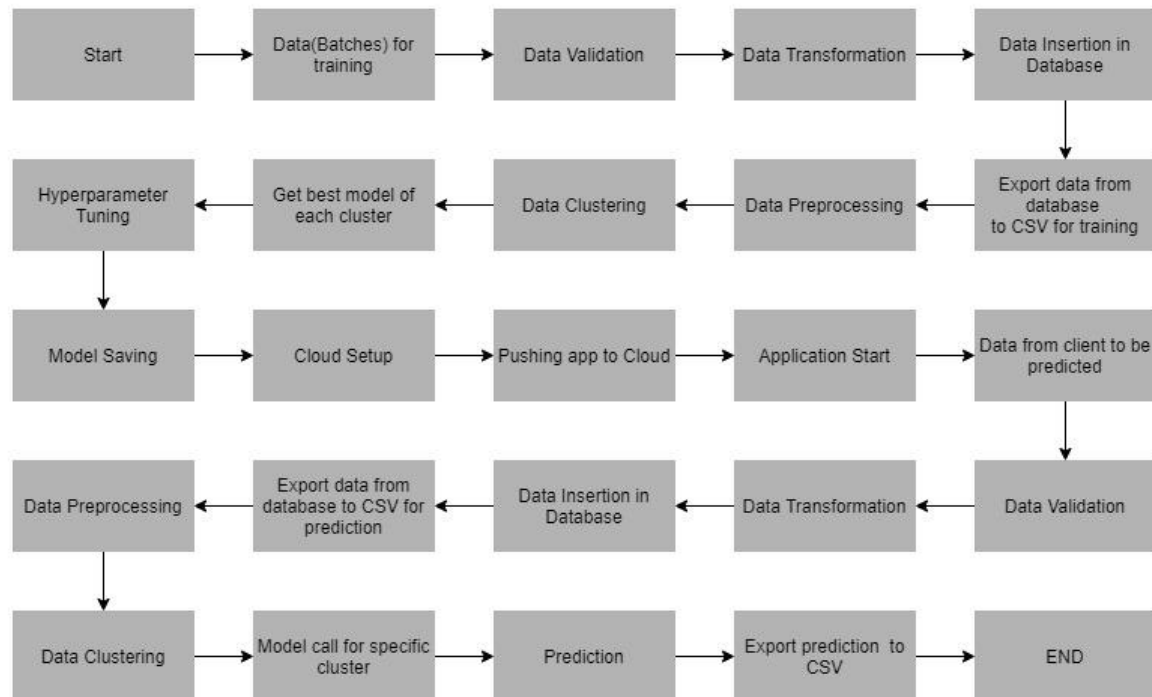 Start
Data(Batches) for
training
Data Validation
Data Transformation
Data Insertion in
Database
Hyperparameter
Tuning
Get best model of
each cluster
Data Clustering
Data Preprocessing
Export data from
database
to CSV for training
Model Saving
Cloud Setup
Pushing app to Cloud
Application Start
Data from client to be
predicted
Data Preprocessing
Export data from
database to CSV for
prediction
Data Insertion in
Database
Data Transformation
Data Validation
Data Clustering
Model call for specific
cluster
Prediction
Export prediction to
CSV
END